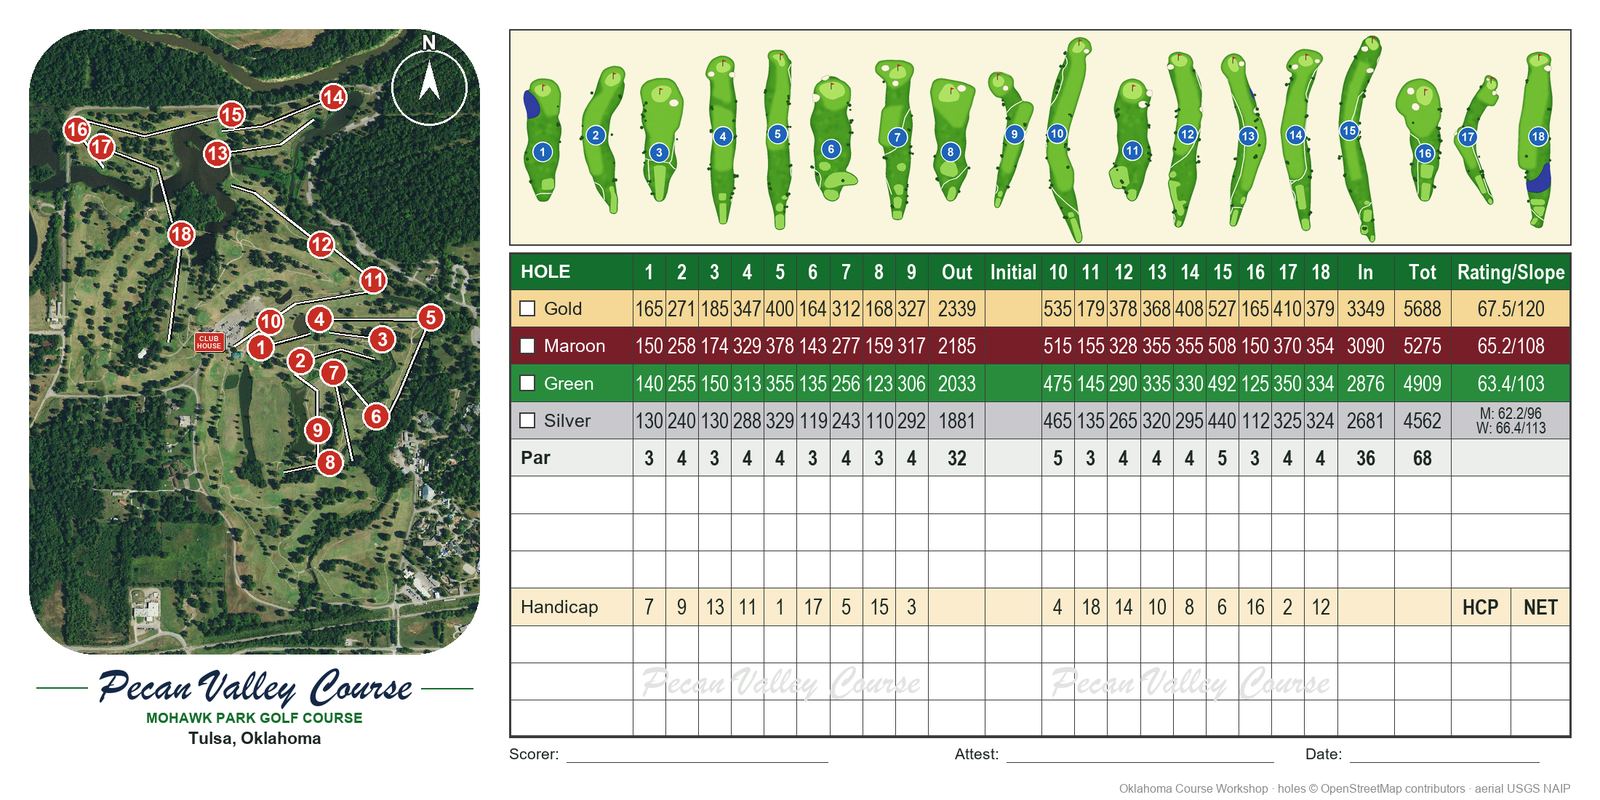 N
14
15
16
17
13
18
12
11
10
4
5
CLUB
HOUSE
1
3
2
7
6
9
8
Pecan Valley Course
MOHAWK PARK GOLF COURSE
Tulsa, Oklahoma
1 2 3 4 5 6 7 8 9 10 11 12 13 14 15 16 17 18
HOLE 1 2 3 4 5 6 7 8 9 Out Initial 10 11 12 13 14 15 16 17 18 In Tot Rating/Slope
Gold 165 271 185 347 400 164 312 168 327 2339 535 179 378 368 408 527 165 410 379 3349 5688 67.5/120
Maroon 150 258 174 329 378 143 277 159 317 2185 515 155 328 355 355 508 150 370 354 3090 5275 65.2/108
Green 140 255 150 313 355 135 256 123 306 2033 475 145 290 335 330 492 125 350 334 2876 4909 63.4/103
Silver 130 240 130 288 329 119 243 110 292 1881 465 135 265 320 295 440 112 325 324 2681 4562 M: 62.2/96
W: 66.4/113
Par 3 4 3 4 4 3 4 3 4 32 5 3 4 4 4 5 3 4 4 36 68
Handicap 7 9 13 11 1 17 5 15 3 4 18 14 10 8 6 16 2 12 HCP NET
Pecan Valley Course Pecan Valley Course
Scorer: Attest: Date:
Oklahoma Course Workshop · holes © OpenStreetMap contributors · aerial USGS NAIP